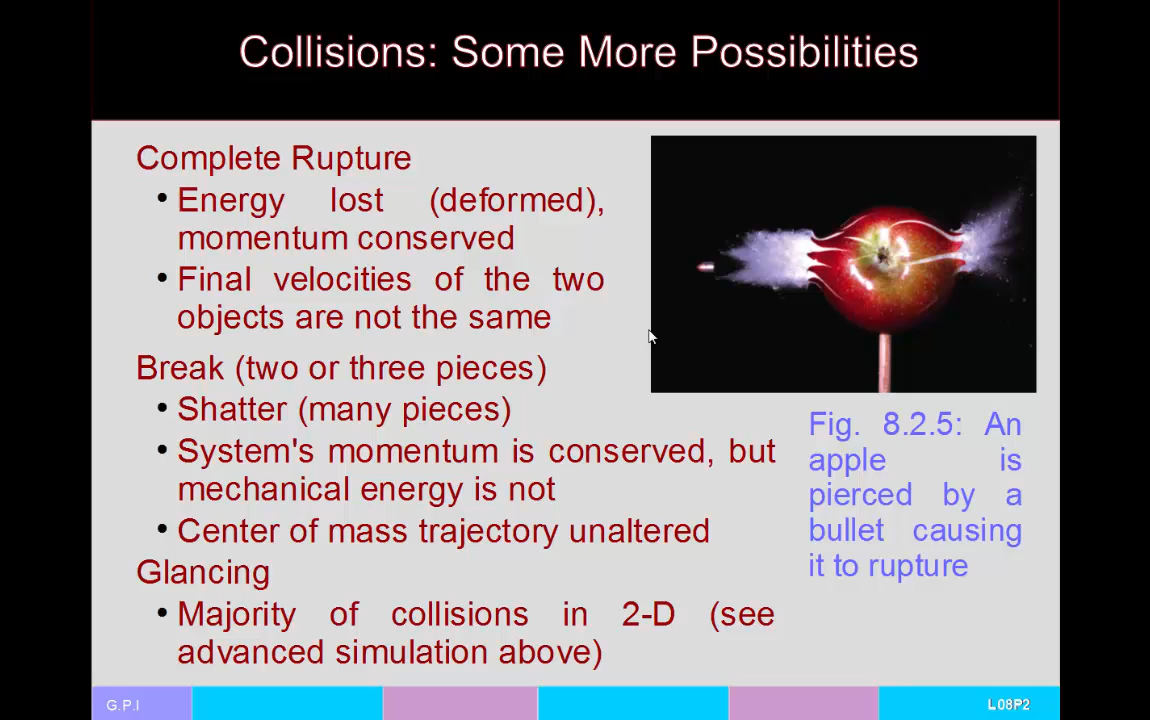 Collisions: Some More Possibilities
Complete Rupture
• Energy lost (deformed),
momentum conserved
• Final velocities of the two
objects are not the same
Break (two or three pieces)
• Shatter (many pieces)
• System's momentum is conserved, but
mechanical energy is not
• Center of mass trajectory unaltered
Glancing
• Majority of collisions in 2-D (see
advanced simulation above)
Fig. 8.2.5: An
apple is
pierced by a
bullet causing
it to rupture
G.P.I
L08P2